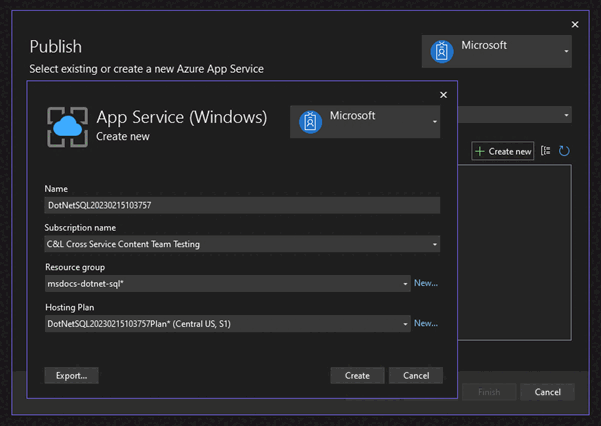 Publish
Select existing or create a new Azure App Service
Microsoft
App Service (Windows)
Create new
Microsoft
Create new
Name
DotNetSQL20230215103757
Subscription name
C&L Cross Service Content Team Testing
Resource group
msdocs-dotnet-sql*
New...
Hosting Plan
DotNetSQL20230215103757Plan* (Central US, S1)
New...
Export...
Create
Cancel
Finish
Cancel